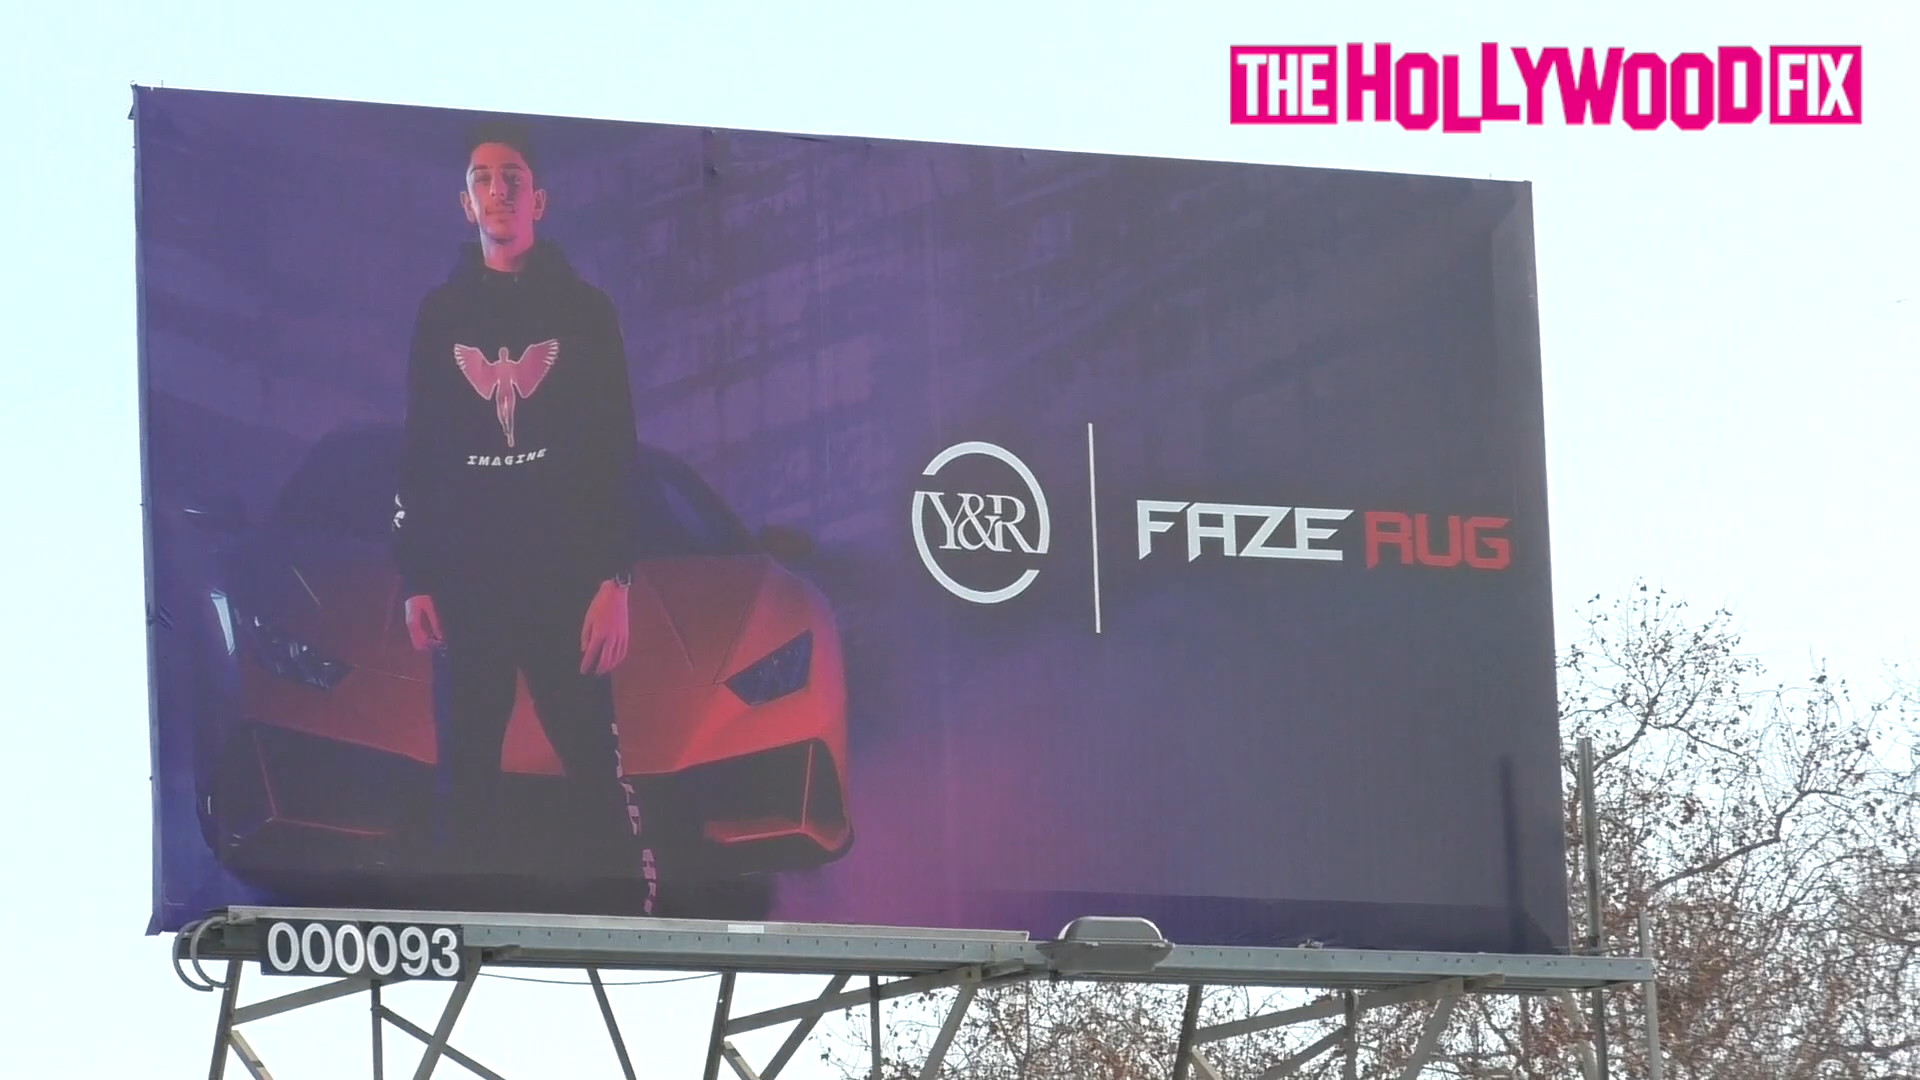 THE HOLLYWOOD FIX
IMAGINE
Y&R
FAZE RUG
000093